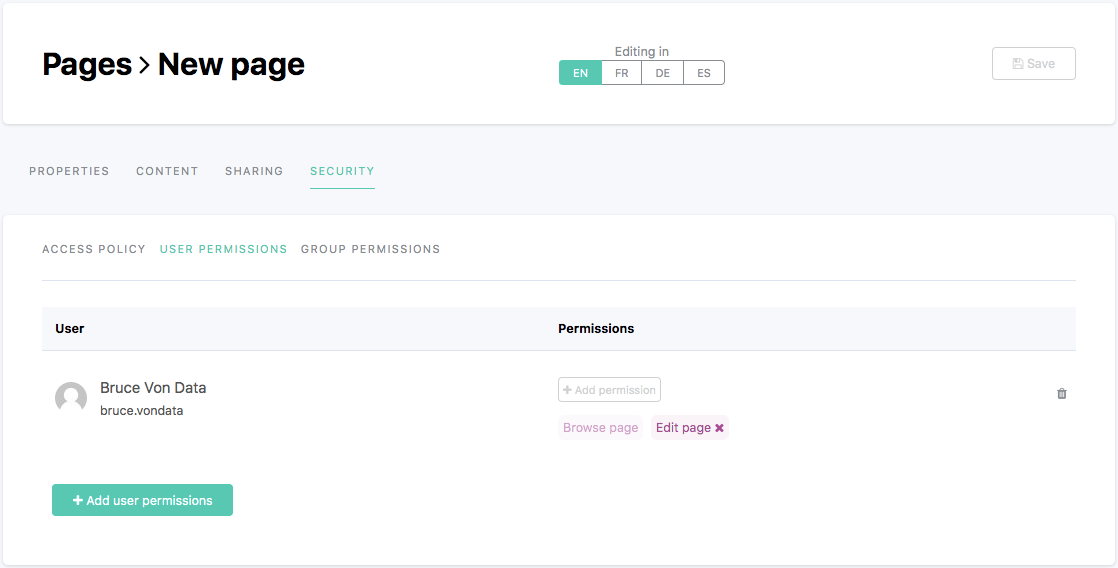 Pages > New page
Editing in
EN FR DE ES
Save
PROPERTIES CONTENT SHARING SECURITY
ACCESS POLICY USER PERMISSIONS GROUP PERMISSIONS
User Permissions
Bruce Von Data
bruce.vondata
+ Add permission
Browse page Edit page ✖
+ Add user permissions